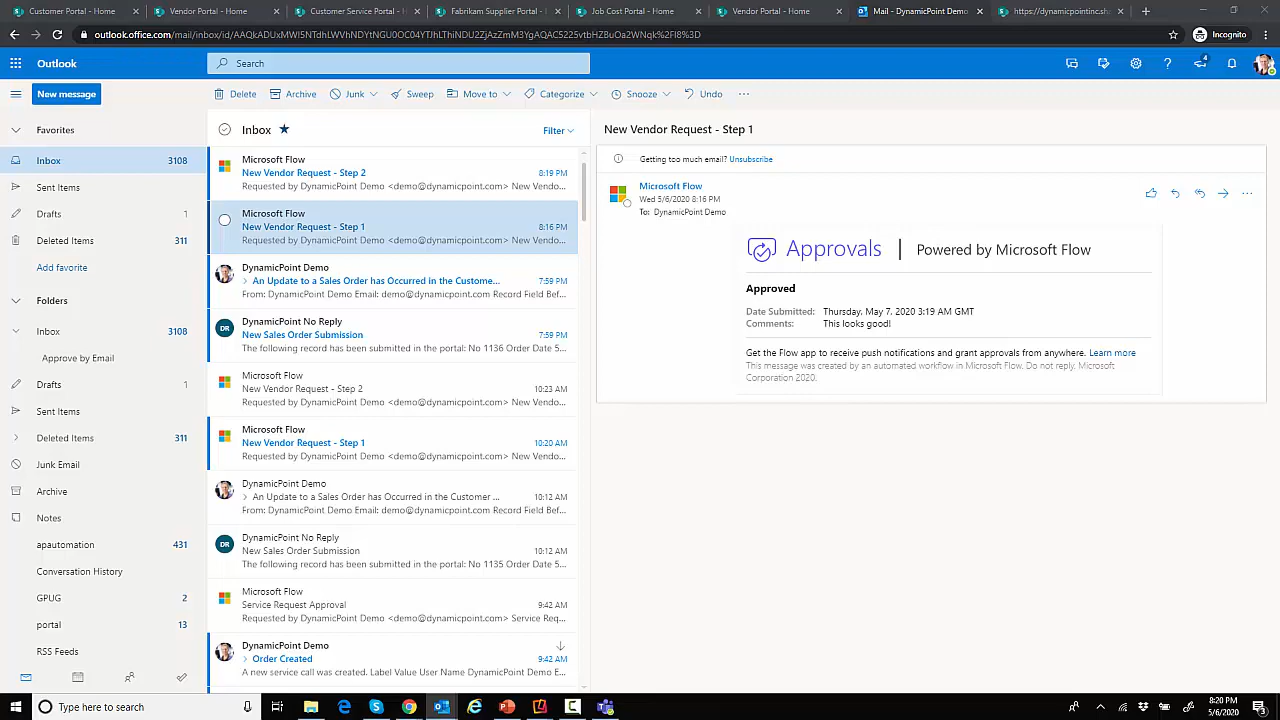 Customer Portal - Home
Vendor Portal - Home
Customer Service Portal - H
Fabrikam Supplier Portal -
Job Cost Portal - Home
Vendor Portal - Home
Mail - DynamicPoint Demo
https://dynamicpointinc.sha
outlook.office.com/mail/inbox/id/AAQkADUxMWI5NTdhLWVhNDYtNGU0OC04YTJhLThiNDU2ZjAzZmM3YgAQAC5225vtbHZBuOa2WNqk%2Fl8%3D
Incognito
Outlook
Search
4
New message
Delete
Archive
Junk
Sweep
Move to
Categorize
Snooze
Undo
Favorites
Inbox 3108
Sent Items
Drafts 1
Deleted Items 311
Add favorite
Folders
Inbox 3108
Approve by Email
Drafts 1
Sent Items
Deleted Items 311
Junk Email
Archive
Notes
apautomation 431
Conversation History
GPUG 2
portal 13
RSS Feeds
Inbox
Filter
Microsoft Flow
New Vendor Request - Step 2 8:19 PM
Requested by DynamicPoint Demo <demo@dynamicpoint.com> New Vendo...
Microsoft Flow
New Vendor Request - Step 1 8:16 PM
Requested by DynamicPoint Demo <demo@dynamicpoint.com> New Vendo...
DynamicPoint Demo
An Update to a Sales Order has Occurred in the Custome... 7:59 PM
From: DynamicPoint Demo Email: demo@dynamicpoint.com Record Field Bef...
DR
DynamicPoint No Reply
New Sales Order Submission 7:59 PM
The following record has been submitted in the portal: No 1136 Order Date 5...
Microsoft Flow
New Vendor Request - Step 2 10:23 AM
Requested by DynamicPoint Demo <demo@dynamicpoint.com> New Vendo...
Microsoft Flow
New Vendor Request - Step 1 10:20 AM
Requested by DynamicPoint Demo <demo@dynamicpoint.com> New Vendo...
DynamicPoint Demo
An Update to a Sales Order has Occurred in the Customer ... 10:12 AM
From: DynamicPoint Demo Email: demo@dynamicpoint.com Record Field Bef...
DR
DynamicPoint No Reply
New Sales Order Submission 10:12 AM
The following record has been submitted in the portal: No 1135 Order Date 5...
Microsoft Flow
Service Request Approval 9:42 AM
Requested by DynamicPoint Demo <demo@dynamicpoint.com> Service Req...
DynamicPoint Demo
Order Created 9:42 AM
A new service call was created. Label Value User Name DynamicPoint Demo E...
New Vendor Request - Step 1
Getting too much email? Unsubscribe
Microsoft Flow
Wed 5/6/2020 8:16 PM
To: DynamicPoint Demo
Approvals | Powered by Microsoft Flow
Approved
Date Submitted: Thursday, May 7, 2020 3:19 AM GMT
Comments: This looks good!
Get the Flow app to receive push notifications and grant approvals from anywhere. Learn more
This message was created by an automated workflow in Microsoft Flow. Do not reply. Microsoft
Corporation 2020.
Type here to search
8:20 PM
5/6/2020